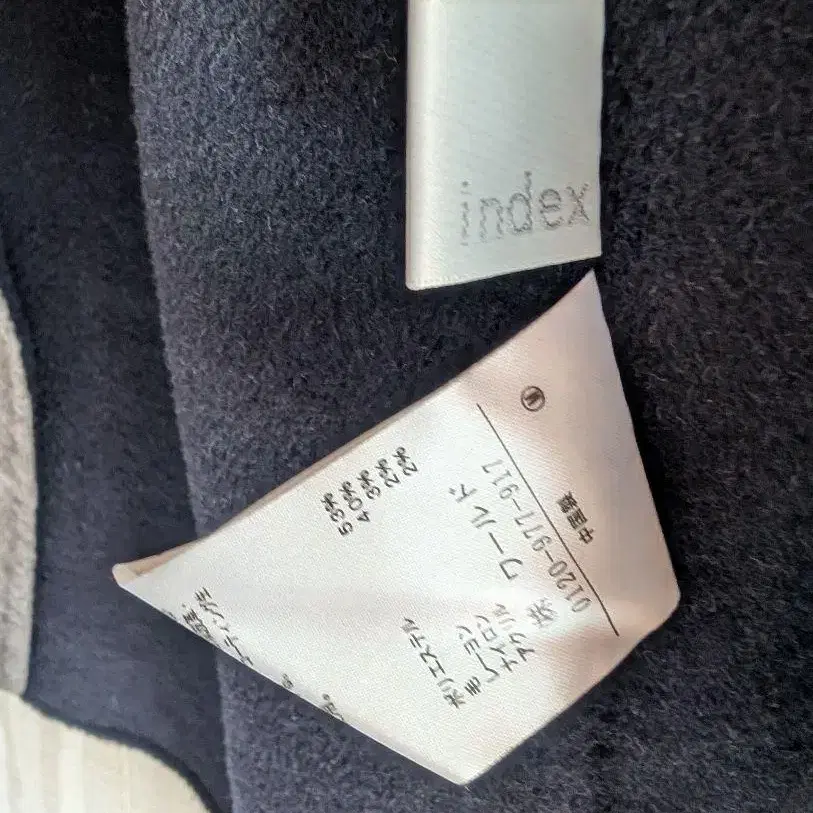 index
ポリエステル 53%
毛 40%
レーヨン 3%
ナイロン 2%
アクリル 2%
㈱ ワールド
0120-977-917
W
中国製